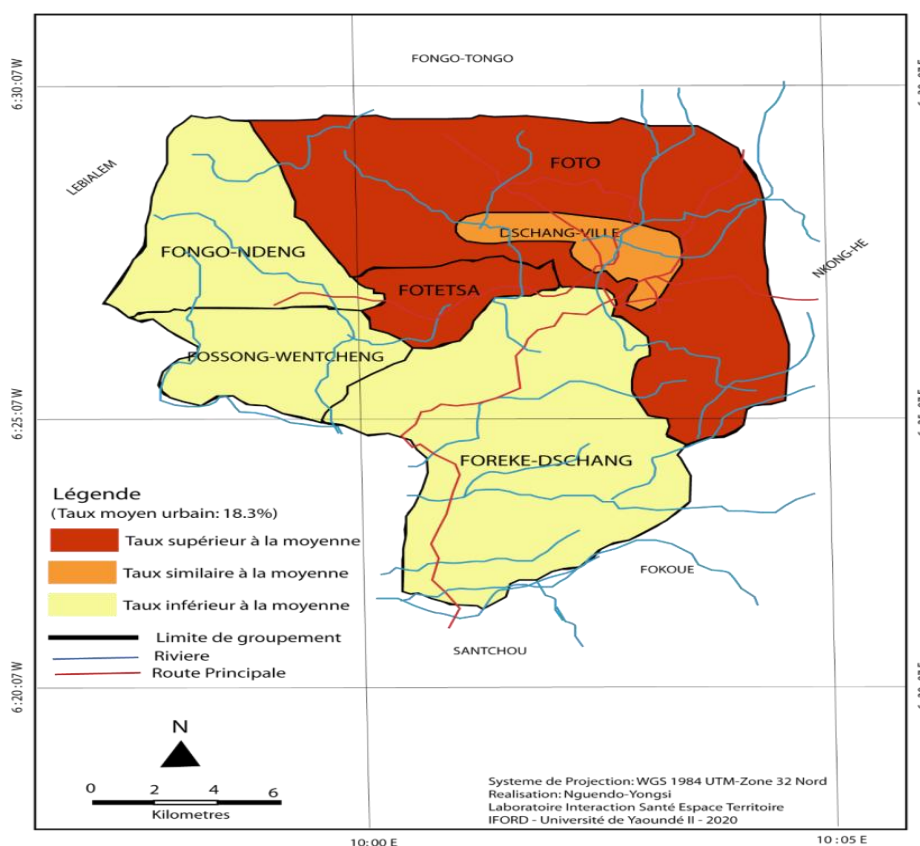 FONGO-TONGO
6:30:07 W
LEBIALEM
FOTO
DSCHANG-VILLE
FONGO-NDENG
NKONG-HE
FOTETSA
FOSSONG-WENTCHENG
6:25:07 W
FOREKE-DSCHANG
Légende
(Taux moyen urbain: 18.3%)
Taux supérieur à la moyenne
Taux similaire à la moyenne
Taux inférieur à la moyenne
Limite de groupement
Riviere
Route Principale
FOKOUE
SANTCHOU
6:20:07 W
N
0 2 4 6
Kilometres
Systeme de Projection: WGS 1984 UTM-Zone 32 Nord
Realisation: Nguendo-Yongsi
Laboratoire Interaction Santé Espace Territoire
IFORD - Université de Yaoundé II - 2020
10:00 E
10:05 E